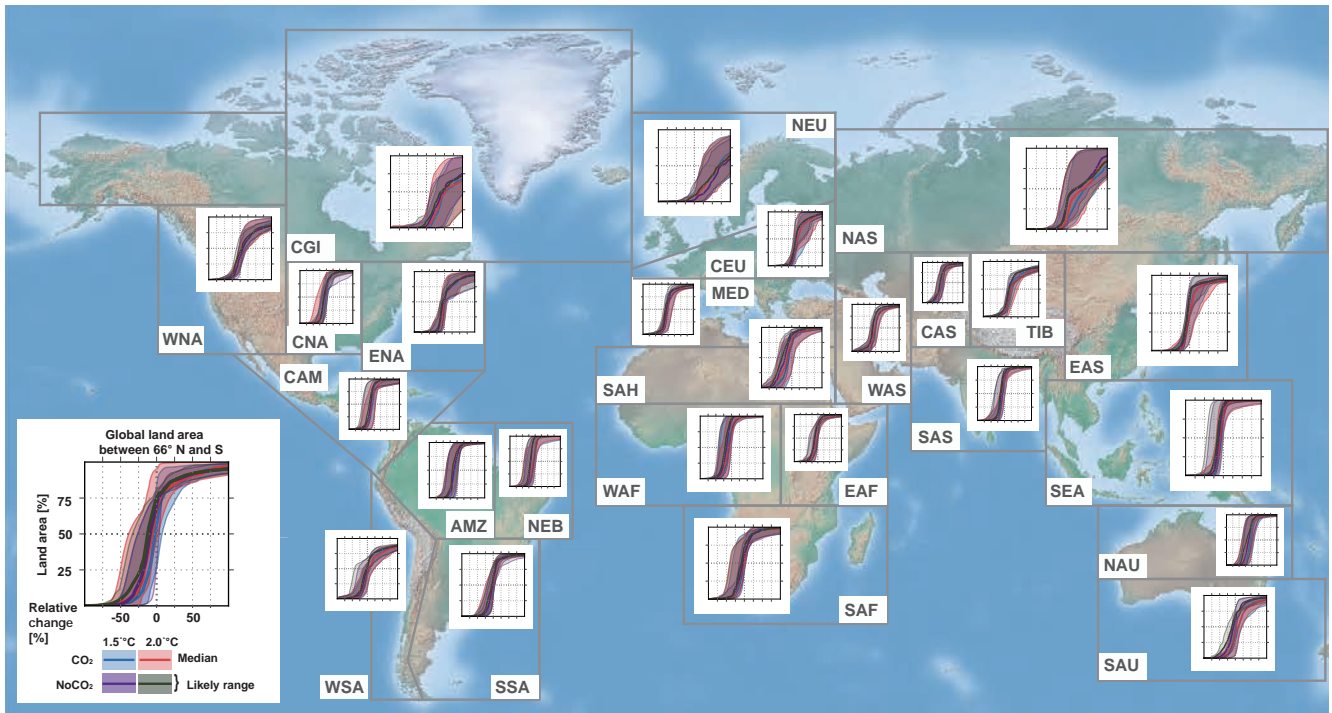 NEU
CGI
NAS
CEU
MED
CAS
TIB
WNA
CNA
ENA
CAM
EAS
SAH
WAS
SAS
WAF
EAF
SEA
AMZ
NEB
NAU
SAF
SAU
WSA
SSA
Global land area
between 66° N and S
Land area [%]
75
50
25
Relative
change
[%]
-50
0
50
1.5°C
2.0°C
CO₂
Median
NoCO₂
} Likely range